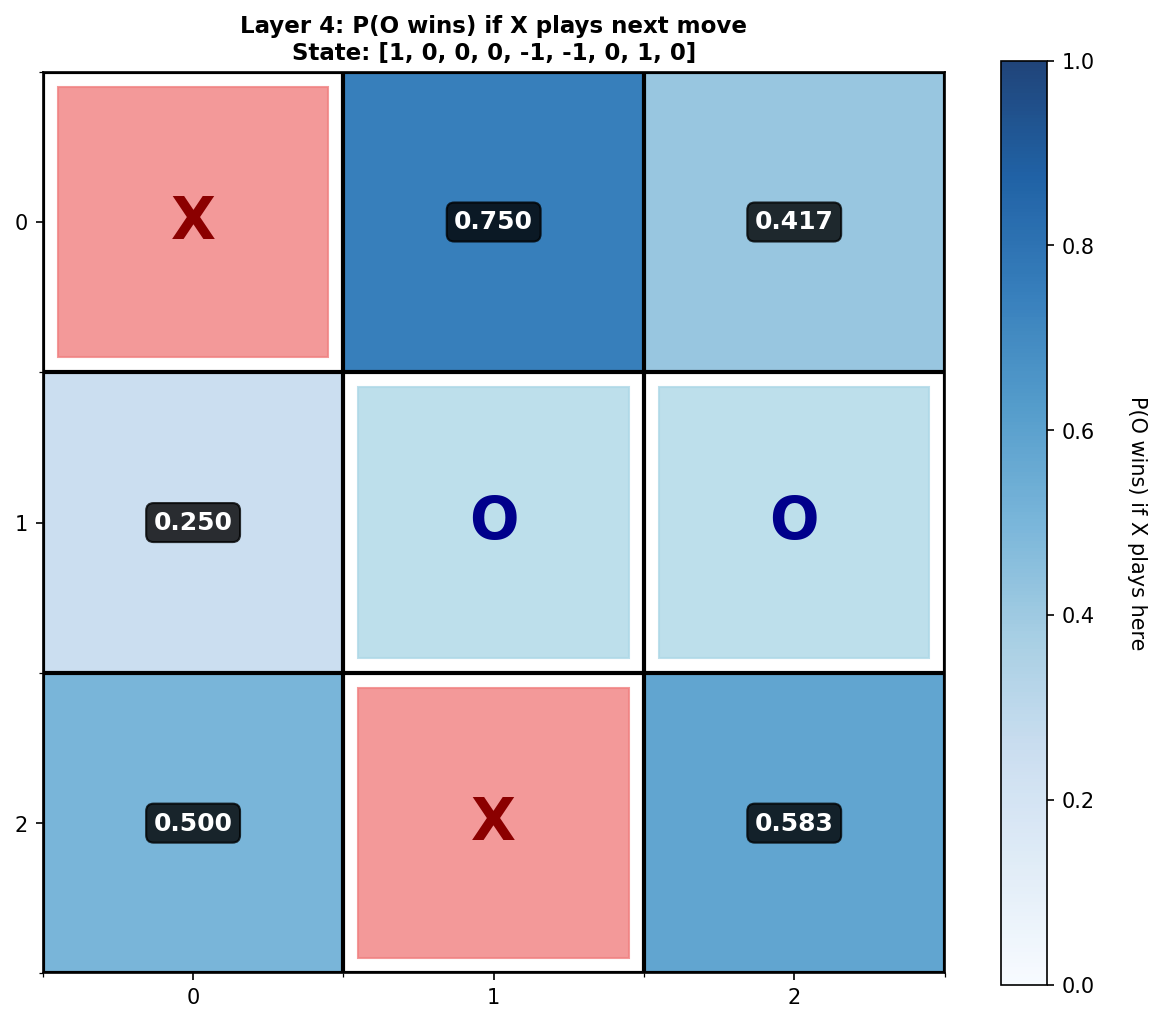 Layer 4: P(O wins) if X plays next move
State: [1, 0, 0, 0, -1, -1, 0, 1, 0]
0
X
0.750
0.417
1
0.250
O
O
2
0.500
X
0.583
0
1
2
1.0
0.8
0.6
0.4
0.2
0.0
P(O wins) if X plays here